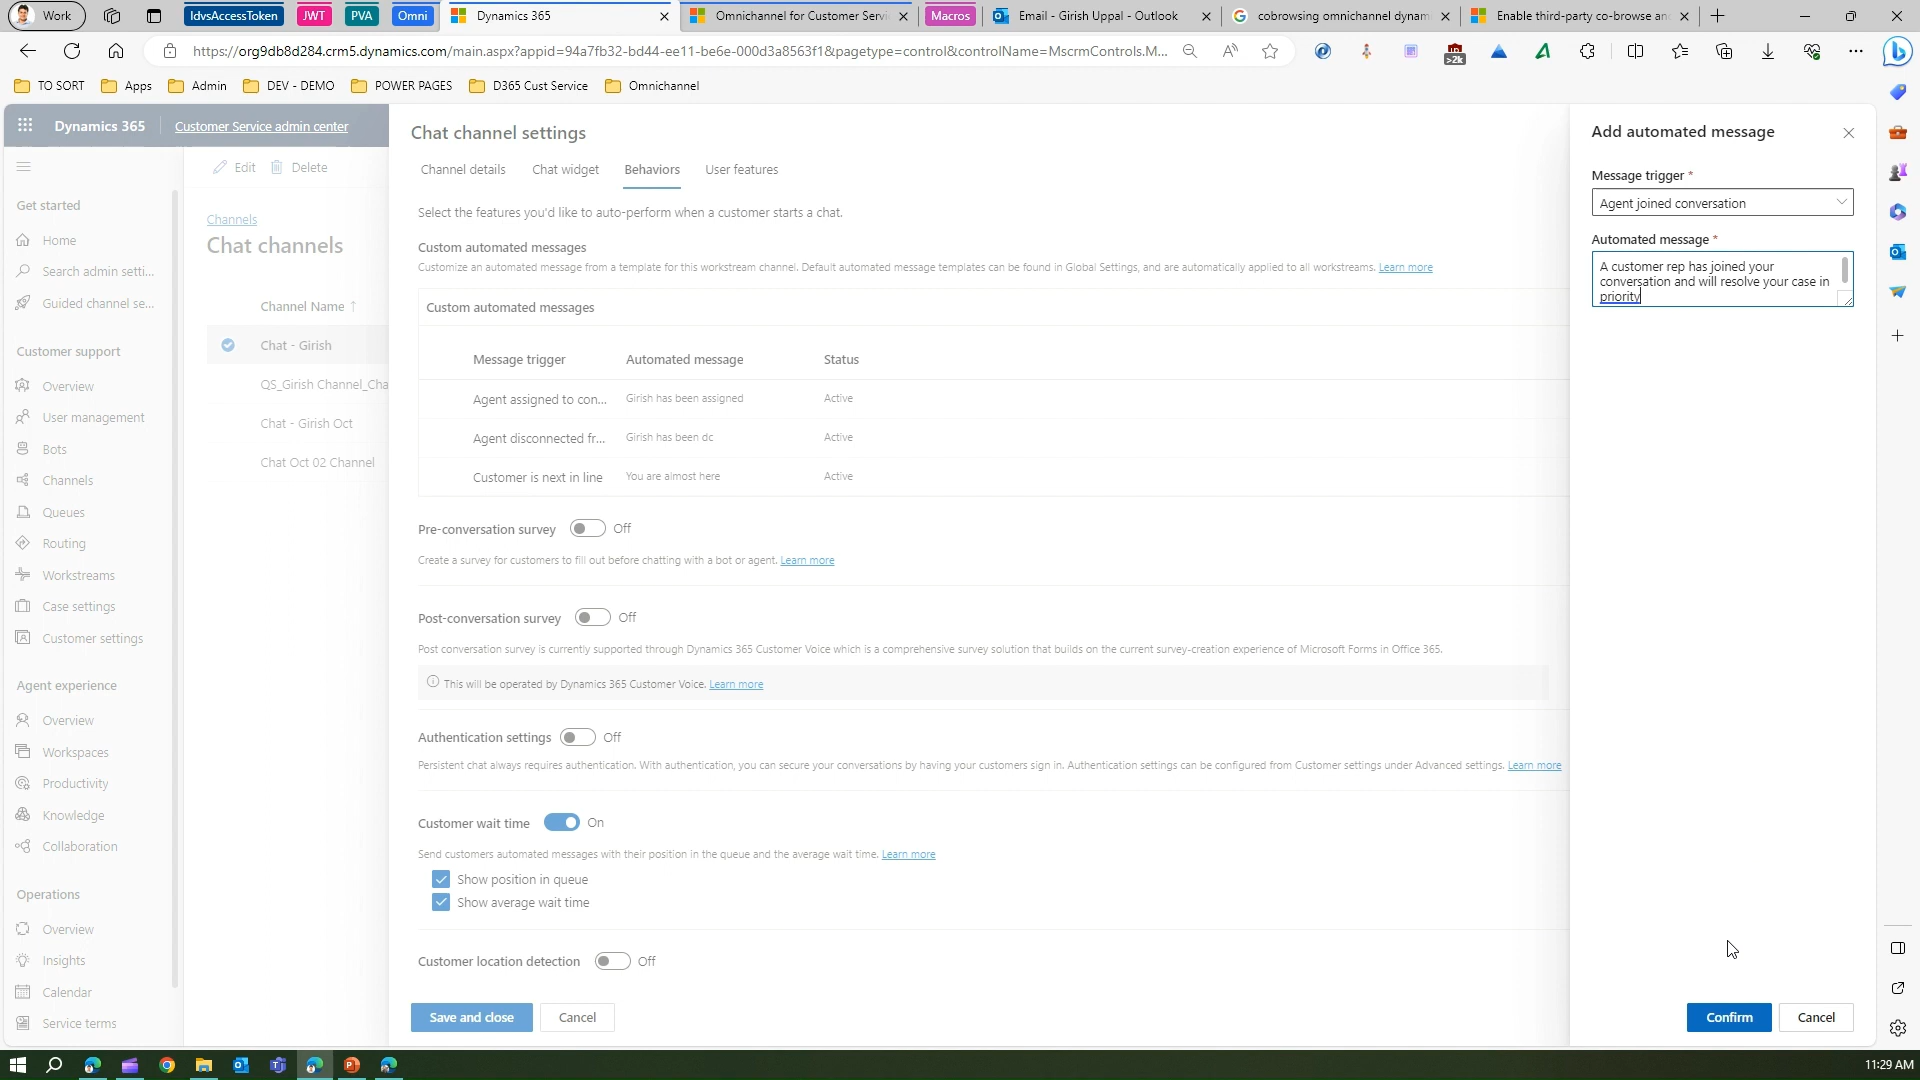 Work
IdvsAccessToken
JWT
PVA
Omni
Dynamics 365
Omnichannel for Customer Servi
Macros
Email - Girish Uppal - Outlook
cobrowsing omnichannel dynam
Enable third-party co-browse an
https://org9db8d284.crm5.dynamics.com/main.aspx?appid=94a7fb32-bd44-ee11-be6e-000d3a8563f1&pagetype=control&controlName=MscrmControls.M...
>2k
TO SORT
Apps
Admin
DEV - DEMO
POWER PAGES
D365 Cust Service
Omnichannel
Dynamics 365
Customer Service admin center
Get started
Home
Search admin setti...
Guided channel se...
Customer support
Overview
User management
Bots
Channels
Queues
Routing
Workstreams
Case settings
Customer settings
Agent experience
Overview
Workspaces
Productivity
Knowledge
Collaboration
Operations
Overview
Insights
Calendar
Service terms
Edit
Delete
Channels
Chat channels
Channel Name ↑
Chat - Girish
QS_Girish Channel_Cha
Chat - Girish Oct
Chat Oct 02 Channel
Chat channel settings
Channel details
Chat widget
Behaviors
User features
Select the features you'd like to auto-perform when a customer starts a chat.
Custom automated messages
Customize an automated message from a template for this workstream channel. Default automated message templates can be found in Global Settings, and are automatically applied to all workstreams. Learn more
Custom automated messages
Message trigger
Automated message
Status
Agent assigned to con...
Girish has been assigned
Active
Agent disconnected fr...
Girish has been dc
Active
Customer is next in line
You are almost here
Active
Pre-conversation survey
Off
Create a survey for customers to fill out before chatting with a bot or agent. Learn more
Post-conversation survey
Off
Post conversation survey is currently supported through Dynamics 365 Customer Voice which is a comprehensive survey solution that builds on the current survey-creation experience of Microsoft Forms in Office 365.
This will be operated by Dynamics 365 Customer Voice. Learn more
Authentication settings
Off
Persistent chat always requires authentication. With authentication, you can secure your conversations by having your customers sign in. Authentication settings can be configured from Customer settings under Advanced settings. Learn more
Customer wait time
On
Send customers automated messages with their position in the queue and the average wait time. Learn more
Show position in queue
Show average wait time
Customer location detection
Off
Save and close
Cancel
Add automated message
Message trigger *
Agent joined conversation
Automated message *
A customer rep has joined your
conversation and will resolve your case in
priority
Confirm
Cancel
11:29 AM